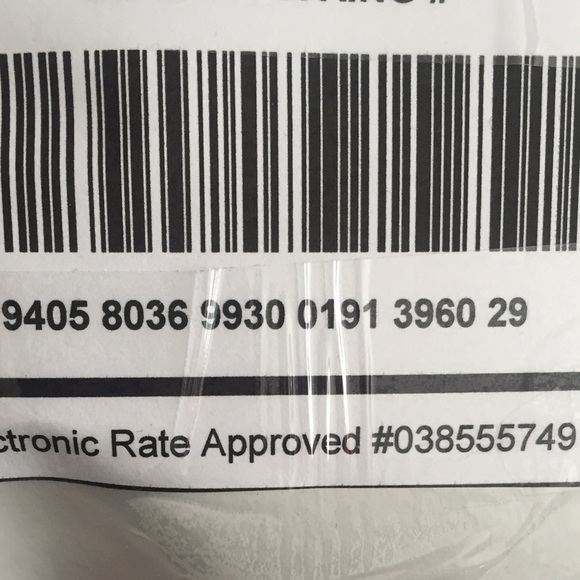 9405 8036 9930 0191 3960 29
ctronic Rate Approved #038555749